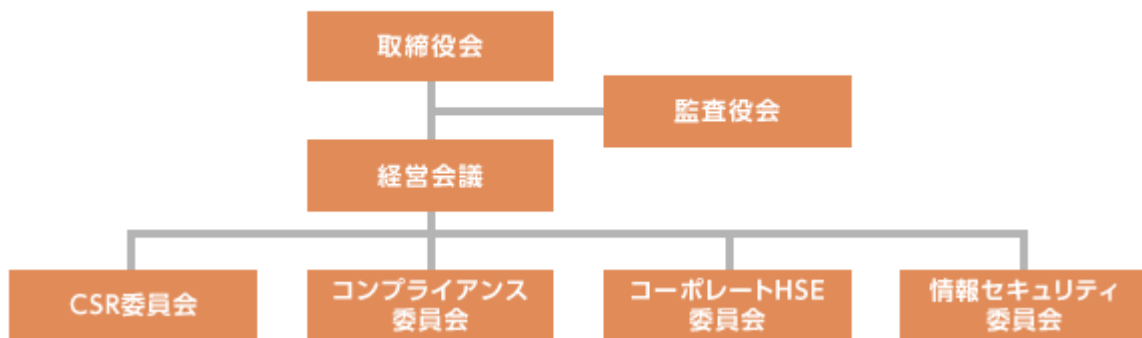 取締役会
監査役会
経営会議
CSR委員会
コンプライアンス
委員会
コーポレートHSE
委員会
情報セキュリティ
委員会